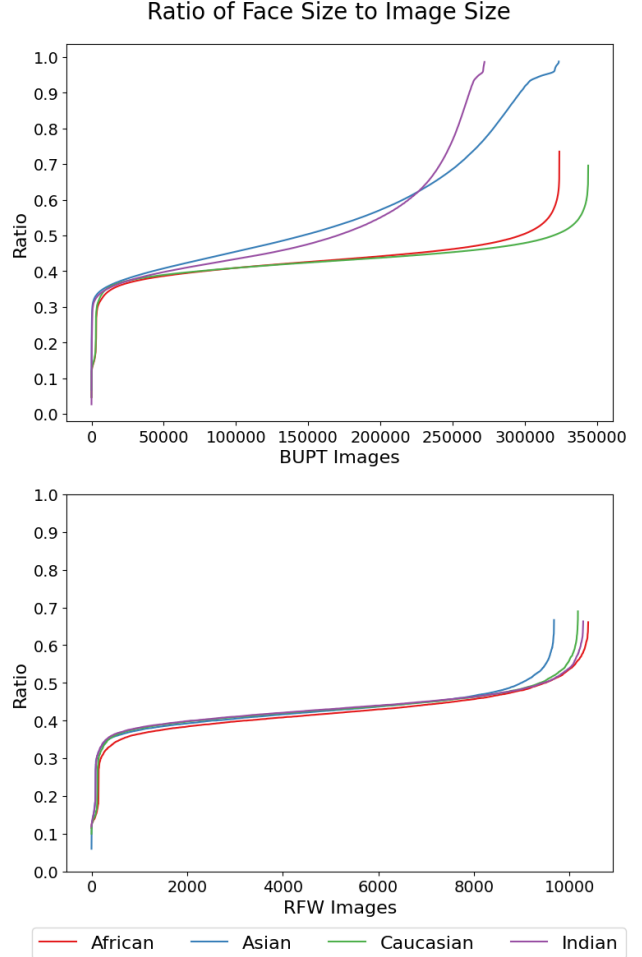 Ratio of Face Size to Image Size
1.0
0.9
0.8
0.7
0.6
0.5
0.4
0.3
0.2
0.1
0.0
Ratio
0 50000 100000 150000 200000 250000 300000 350000
BUPT Images
1.0
0.9
0.8
0.7
0.6
0.5
0.4
0.3
0.2
0.1
0.0
Ratio
0 2000 4000 6000 8000 10000
RFW Images
African Asian Caucasian Indian